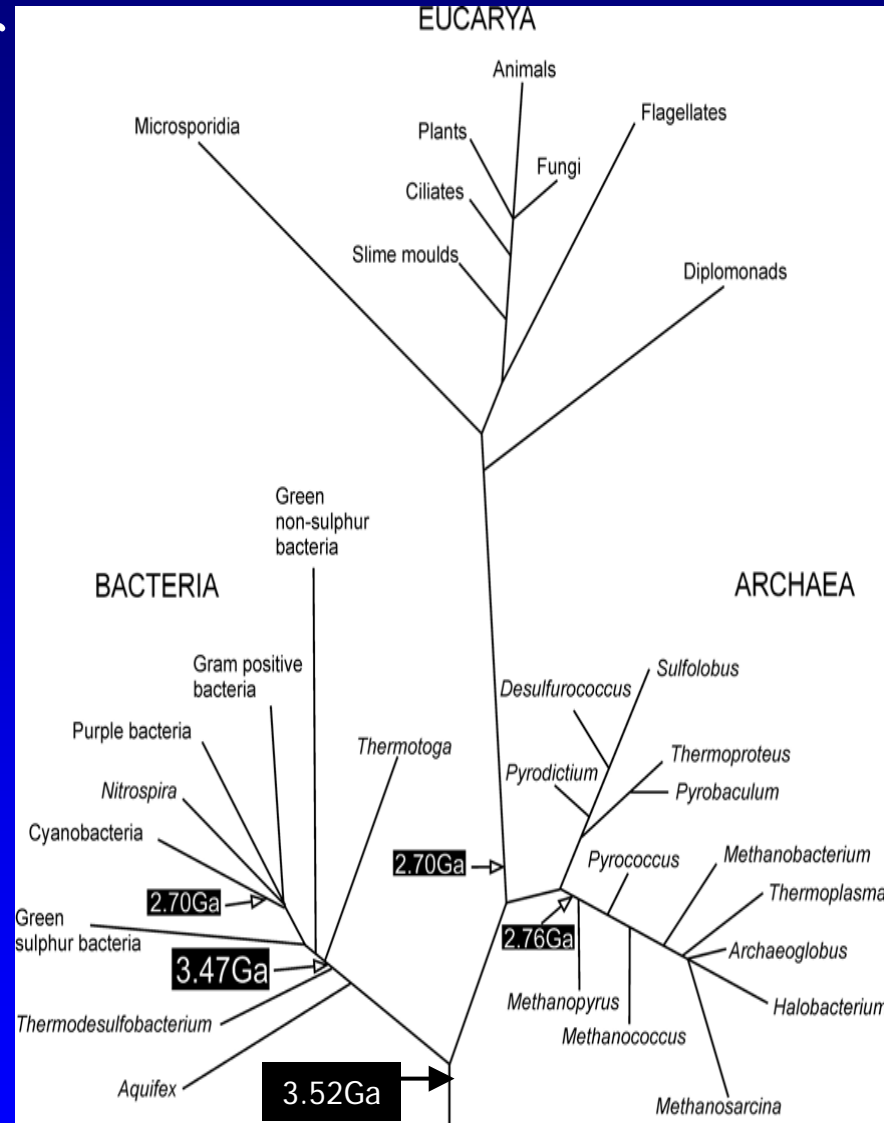 EUCARYA
Animals
Flagellates
Microsporidia
Plants
Fungi
Ciliates
Slime moulds
Diplomonads
Green
non-sulphur
bacteria
BACTERIA
ARCHAEA
Gram positive
bacteria
Sulfolobus
Desulfurococcus
Purple bacteria
Thermotoga
Thermoproteus
Pyrodictium
Nitrospira
Pyrobaculum
Cyanobacteria
2.70Ga
Pyrococcus
Methanobacterium
Thermoplasma
2.70Ga
Green
sulphur bacteria
2.76Ga
Archaeoglobus
3.47Ga
Methanopyrus
Halobacterium
Thermodesulfobacterium
Methanococcus
Aquifex
3.52Ga
Methanosarcina